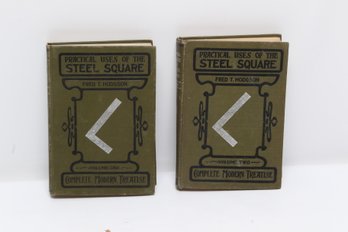 PRACTICAL USES OF THE
STEEL SQUARE
FRED T. HODGSON
VOLUME ONE
COMPLETE MODERN TREATISE
PRACTICAL USES OF THE
STEEL SQUARE
FRED T. HODGSON
VOLUME TWO
COMPLETE MODERN TREATISE